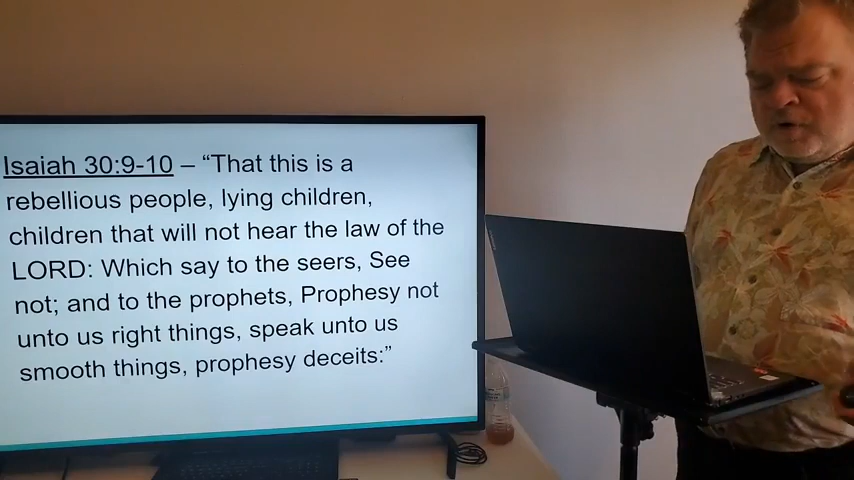 Isaiah 30:9-10 – “That this is a
rebellious people, lying children,
children that will not hear the law of the
LORD: Which say to the seers, See
not; and to the prophets, Prophesy not
unto us right things, speak unto us
smooth things, prophesy deceits:”